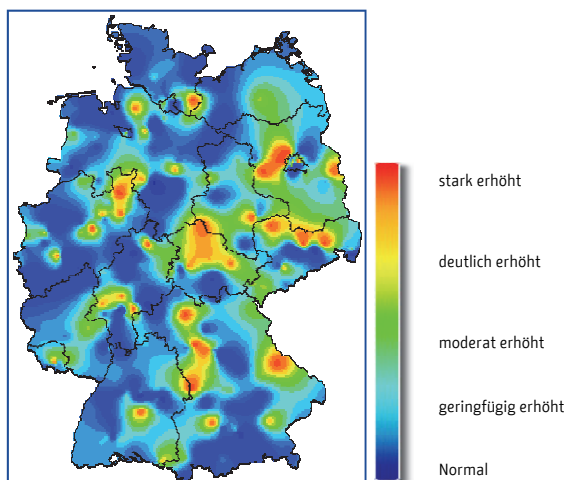 stark erhöht
deutlich erhöht
moderat erhöht
geringfügig erhöht
Normal